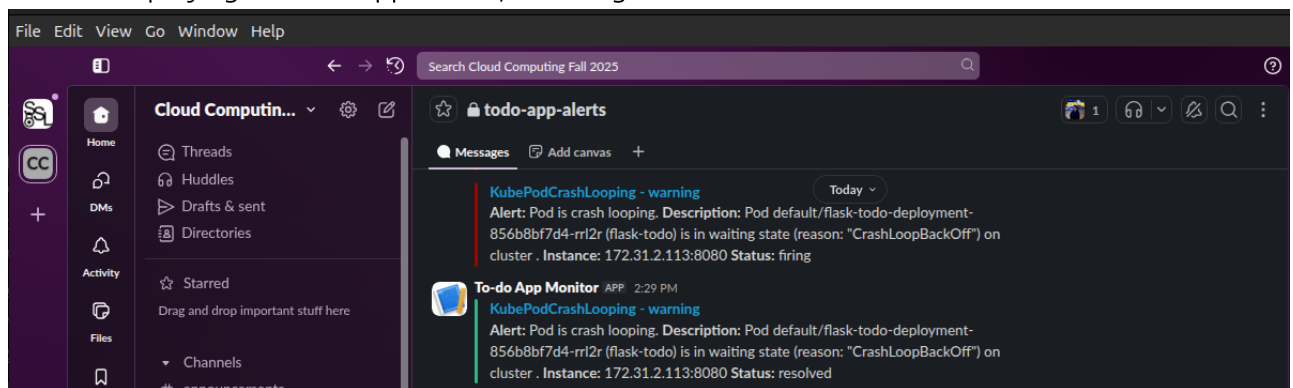 File Edit View Go Window Help
Search Cloud Computing Fall 2025
SSL
CC
Home
DMs
Activity
Files
Cloud Computin...
Threads
Huddles
Drafts & sent
Directories
Starred
Drag and drop important stuff here
Channels
todo-app-alerts
1
Messages Add canvas +
Today
KubePodCrashLooping - warning
Alert: Pod is crash looping. Description: Pod default/flask-todo-deployment-
856b8bf7d4-rrl2r (flask-todo) is in waiting state (reason: "CrashLoopBackOff") on
cluster . Instance: 172.31.2.113:8080 Status: firing
To-do App Monitor APP 2:29 PM
KubePodCrashLooping - warning
Alert: Pod is crash looping. Description: Pod default/flask-todo-deployment-
856b8bf7d4-rrl2r (flask-todo) is in waiting state (reason: "CrashLoopBackOff") on
cluster . Instance: 172.31.2.113:8080 Status: resolved